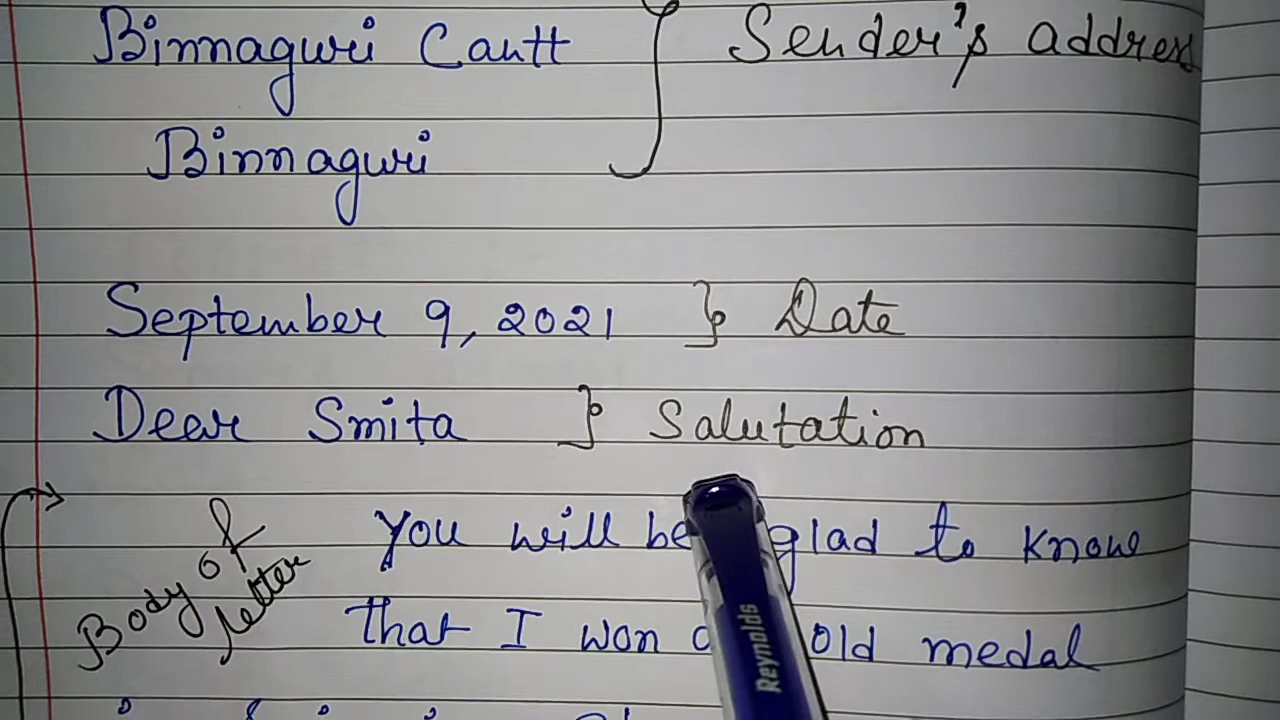 Binnaguri Cantt Sender's address
Binnaguri
September 9, 2021 Date
Dear Smita Salutation
Body of letter
You will be glad to know
that I won old medal
Reynolds